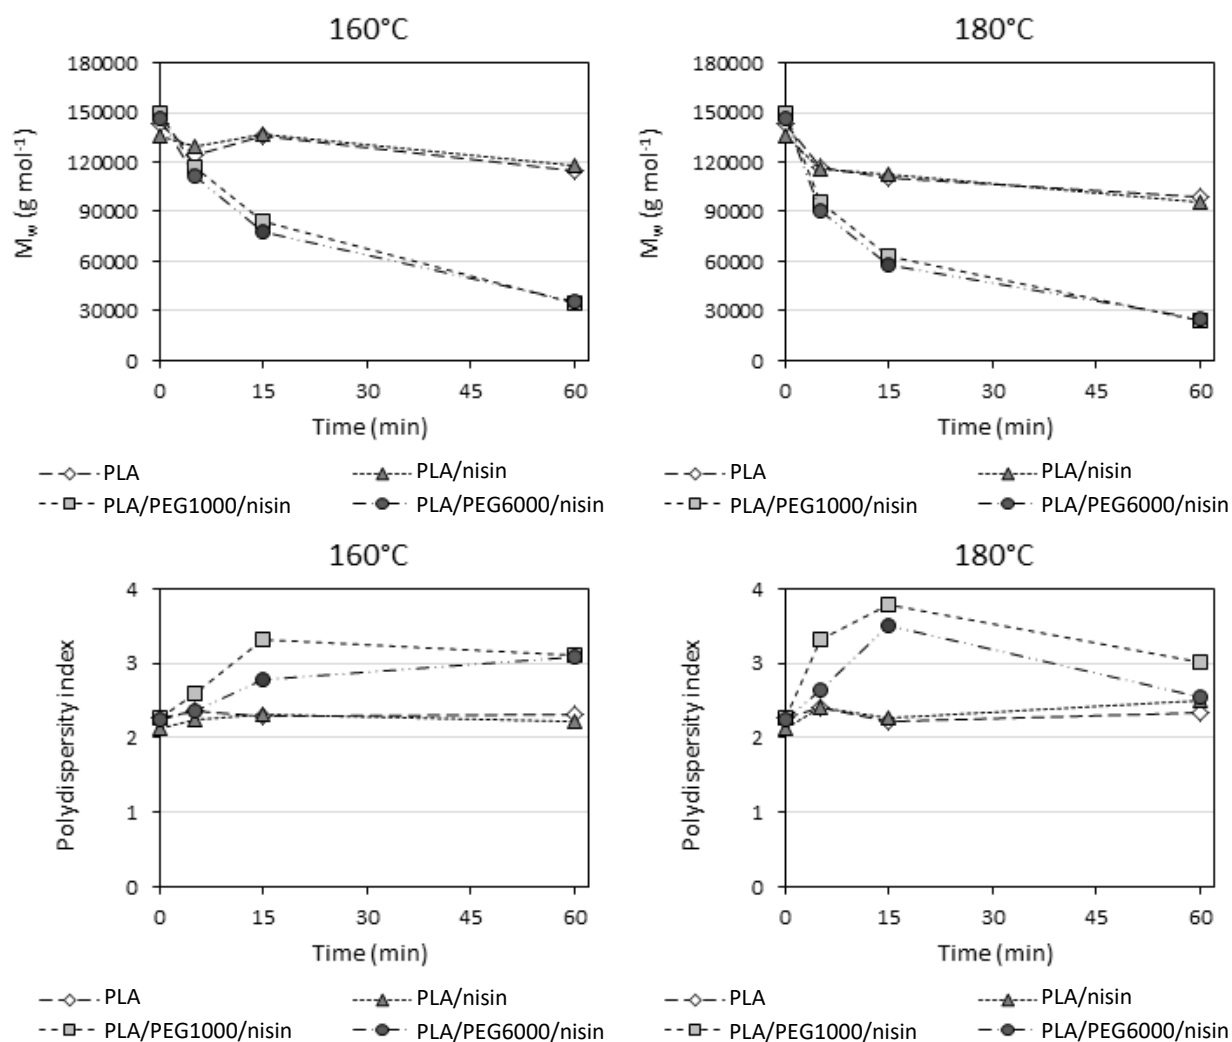 160°C
180°C
180000
150000
120000
90000
60000
30000
0
Mw (g mol-1)
0 15 30 45 60
Time (min)
180000
150000
120000
90000
60000
30000
0
Mw (g mol-1)
0 15 30 45 60
Time (min)
PLA
PLA/nisin
PLA/PEG1000/nisin
PLA/PEG6000/nisin
PLA
PLA/nisin
PLA/PEG1000/nisin
PLA/PEG6000/nisin
160°C
180°C
4
3
2
1
0
Polydispersity index
0 15 30 45 60
Time (min)
4
3
2
1
0
Polydispersity index
0 15 30 45 60
Time (min)
PLA
PLA/nisin
PLA/PEG1000/nisin
PLA/PEG6000/nisin
PLA
PLA/nisin
PLA/PEG1000/nisin
PLA/PEG6000/nisin